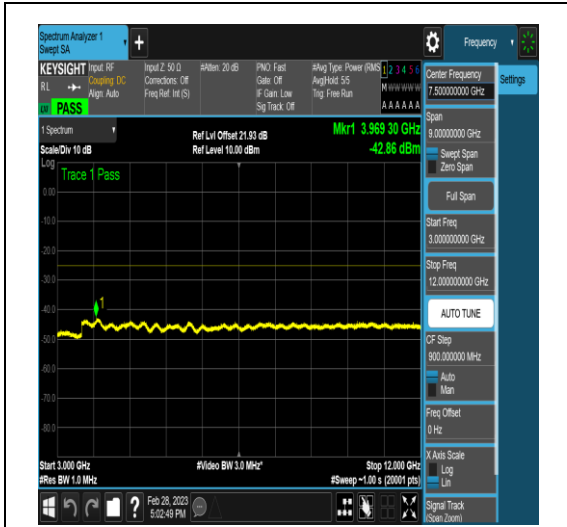 Spectrum Analyzer 1
Swept SA
+
Frequency
KEYSIGHT
RL
PASS
Input: RF
Coupling: DC
Align: Auto
Input Z: 50 Ω
Corrections: Off
Freq Ref: Int (S)
#Atten: 20 dB
PNO: Fast
Gate: Off
IF Gain: Low
Sig Track: Off
#Avg Type: Power (RMS)
Avg|Hold: 5/5
Trig: Free Run
1 2 3 4 5 6
M W W W W W
A A A A A A
1 Spectrum
Scale/Div 10 dB
Ref Lvl Offset 21.93 dB
Ref Level 10.00 dBm
Mkr1 3.969 30 GHz
-42.86 dBm
Log
Trace 1 Pass
0.00
-10.0
-20.0
-30.0
-40.0
-50.0
-60.0
-70.0
-80.0
1
Start 3.000 GHz
#Res BW 1.0 MHz
#Video BW 3.0 MHz*
Stop 12.000 GHz
#Sweep ~1.00 s (20001 pts)
Center Frequency
7.500000000 GHz
Settings
Span
9.00000000 GHz
Swept Span
Zero Span
Full Span
Start Freq
3.000000000 GHz
Stop Freq
12.000000000 GHz
AUTO TUNE
CF Step
900.000000 MHz
Auto
Man
Freq Offset
0 Hz
X Axis Scale
Log
Lin
Signal Track
(Span Zoom)
?
Feb 28, 2023
5:02:49 PM